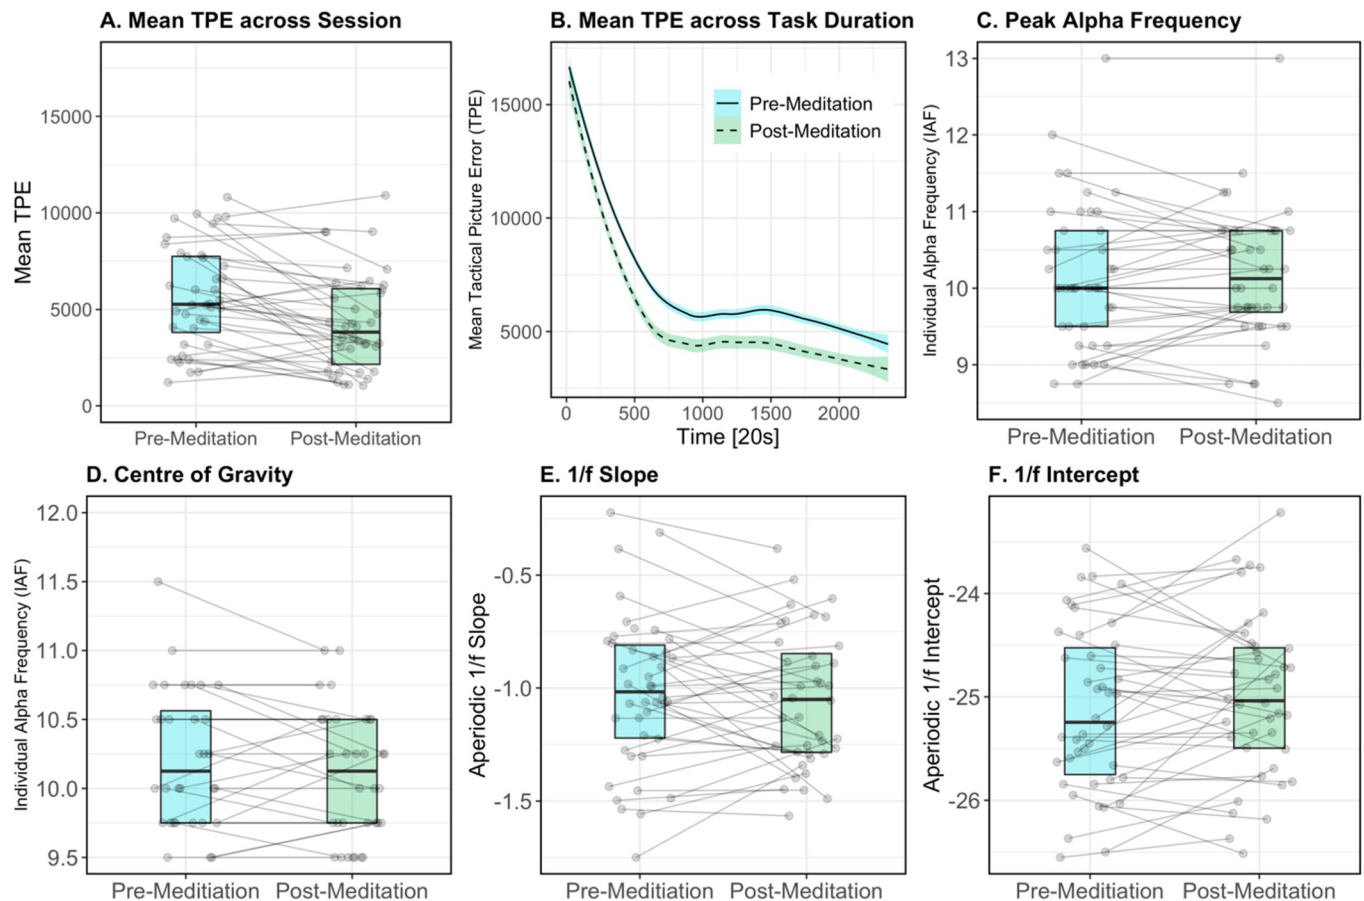 A. Mean TPE across Session
Mean TPE
15000
10000
5000
0
Pre-Meditiation Post-Meditation
B. Mean TPE across Task Duration
Mean Tactical Picture Error (TPE)
15000
10000
5000
Pre-Meditation
Post-Meditation
0 500 1000 1500 2000
Time [20s]
C. Peak Alpha Frequency
Individual Alpha Frequency (IAF)
13
12
11
10
9
Pre-Meditiation Post-Meditation
D. Centre of Gravity
Individual Alpha Frequency (IAF)
12.0
11.5
11.0
10.5
10.0
9.5
Pre-Meditiation Post-Meditation
E. 1/f Slope
Aperiodic 1/f Slope
-0.5
-1.0
-1.5
Pre-Meditiation Post-Meditation
F. 1/f Intercept
Aperiodic 1/f Intercept
-24
-25
-26
Pre-Meditiation Post-Meditation